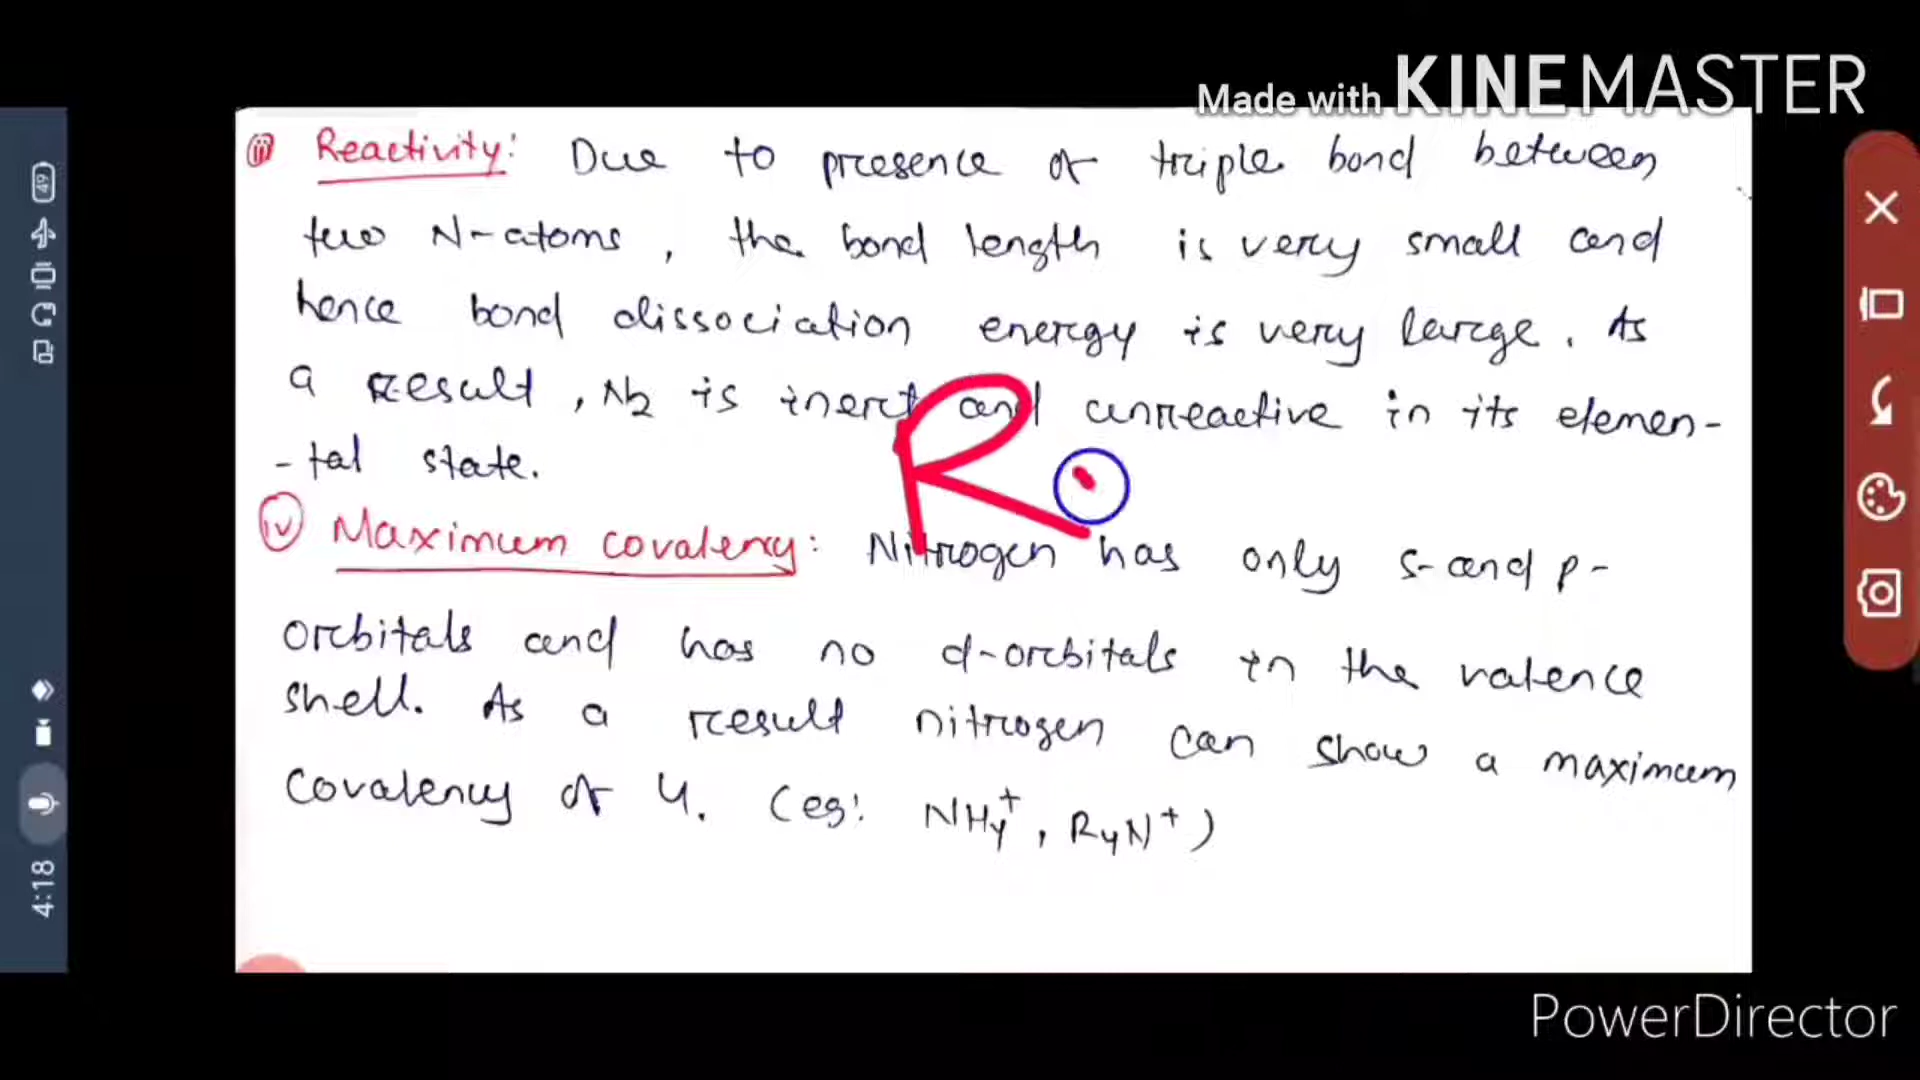 Made with KINEMASTER
(iii) Reactivity: Due to presence of triple bond between
two N-atoms, the bond length is very small and
hence bond dissociation energy is very large. As
a result, N2 is inert and unreactive in its elemen-
-tal state.
R
(iv) Maximum covalency: Nitrogen has only s-and p-
orbitals and has no d-orbitals in the valence
shell. As a result nitrogen can show a maximum
covalency of 4. (eg: NH4+, R4N+)
49
4:18
PowerDirector